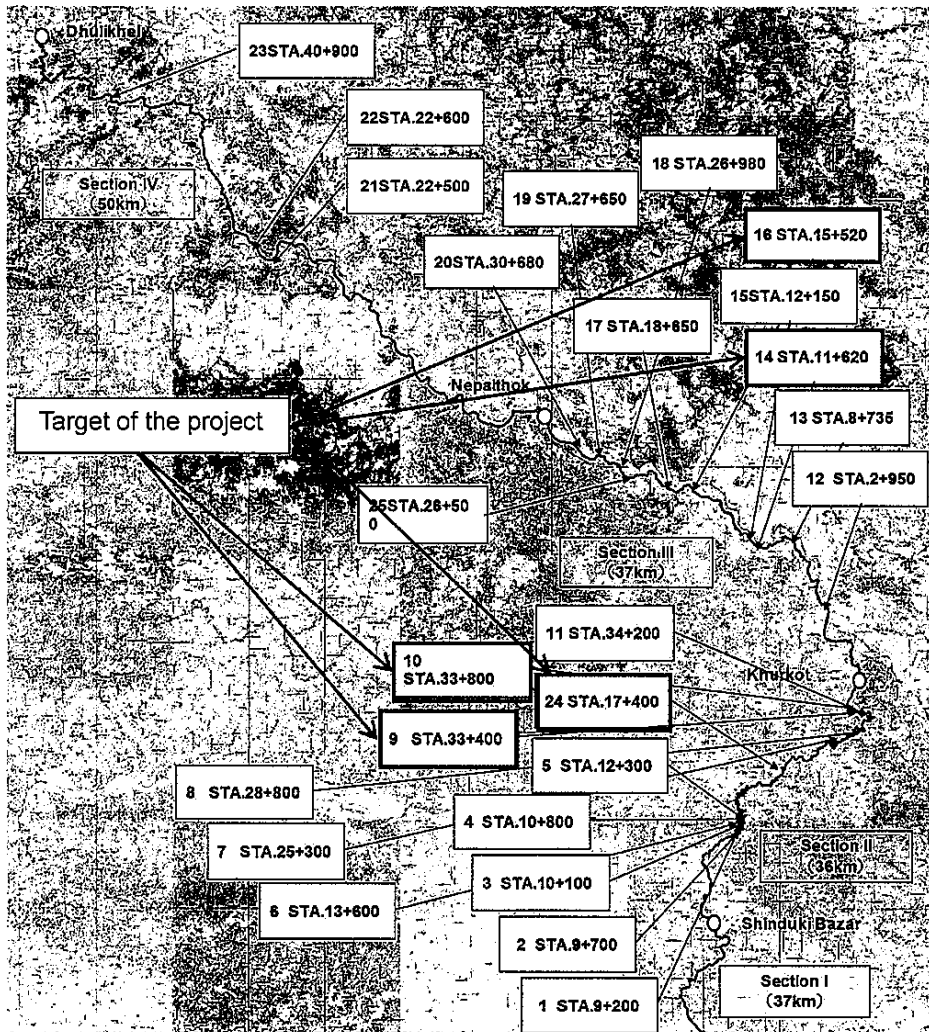 Dhulikhel
23STA.40+900
22STA.22+600
Section IV
(50km)
21STA.22+500
18 STA.26+980
19 STA.27+650
16 STA.15+520
20STA.30+680
15STA.12+150
17 STA.18+650
14 STA.11+620
Nepalthok
Target of the project
13 STA.8+735
12 STA.2+950
25STA.26+50
0
Section III
(37km)
11 STA.34+200
10
STA.33+800
Khurkot
24 STA.17+400
9 STA.33+400
5 STA.12+300
8 STA.28+800
4 STA.10+800
7 STA.25+300
Section II
(36km)
3 STA.10+100
6 STA.13+600
Shinduki Bazar
2 STA.9+700
Section I
(37km)
1 STA.9+200